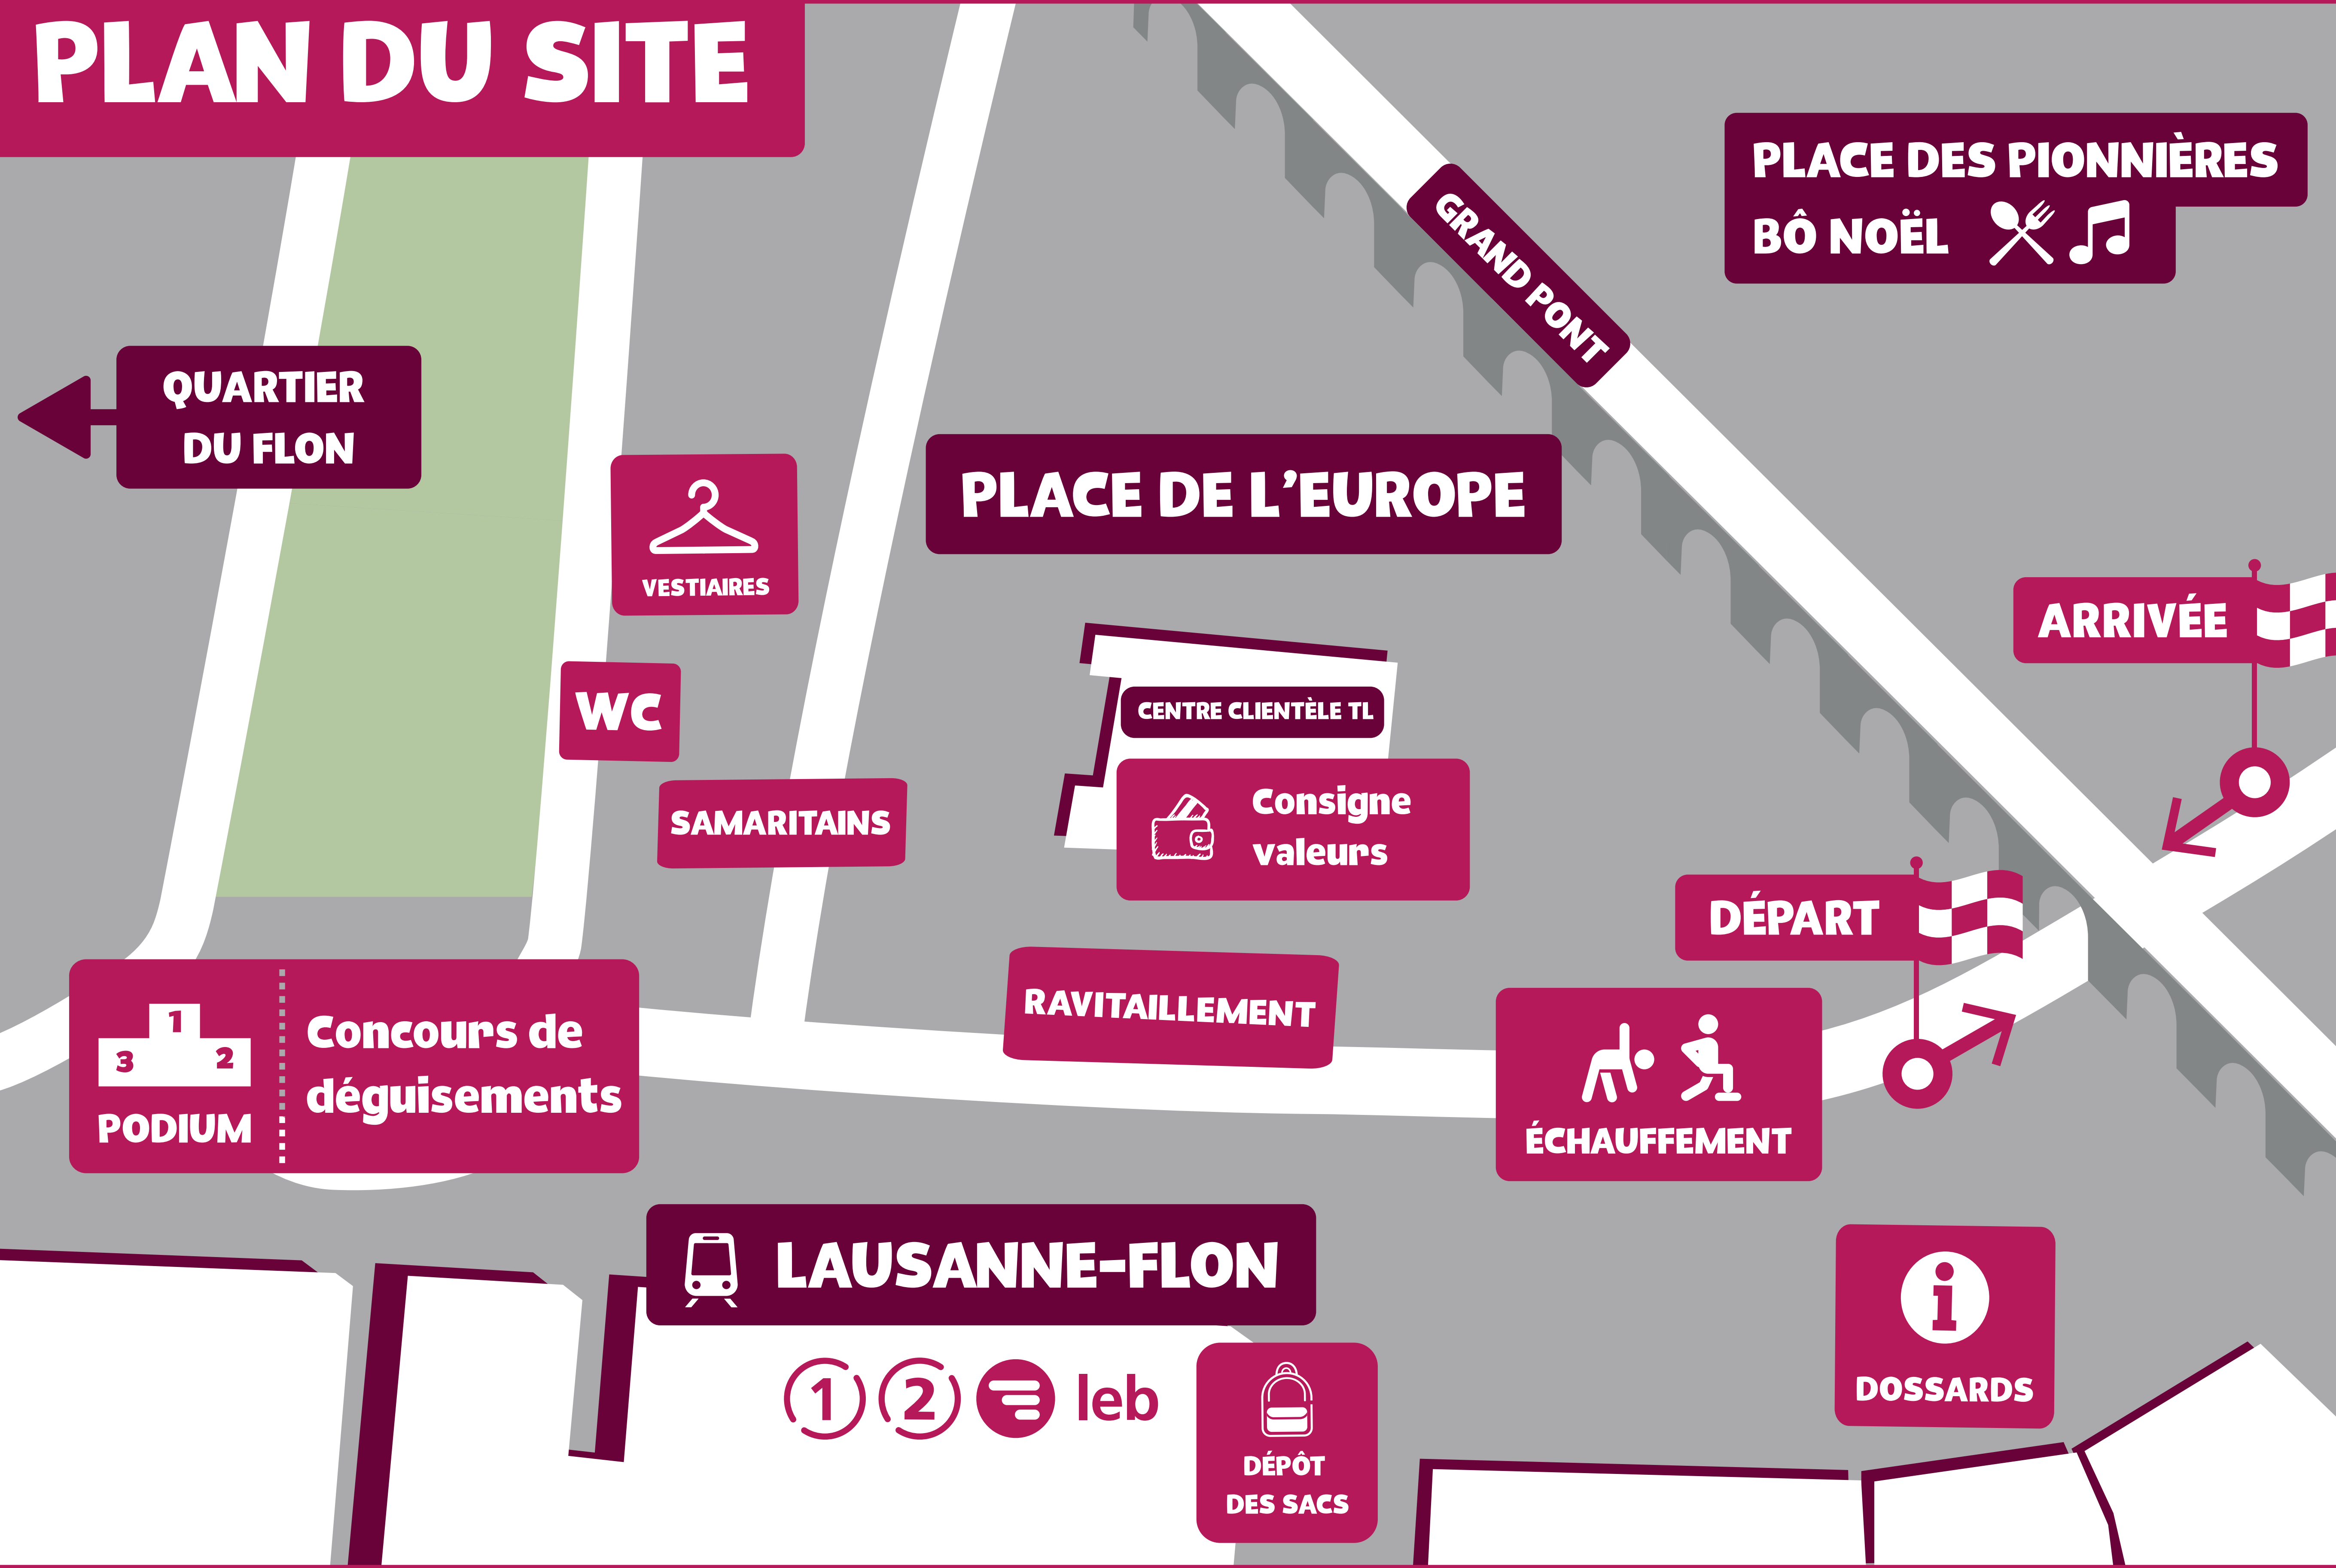 PLAN DU SITE
PLACE DES PIONNIÈRES
BÔ NOËL
GRAND PONT
QUARTIER
DU FLON
PLACE DE L'EUROPE
VESTIAIRES
ARRIVÉE
WC
CENTRE CLIENTÈLE TL
SAMARITAINS
Consigne
valeurs
DÉPART
RAVITAILLEMENT
1
3 2
PODIUM
Concours de
déguisements
ÉCHAUFFEMENT
LAUSANNE-FLON
i
DOSSARDS
1 2 leb
DÉPÔT
DES SACS